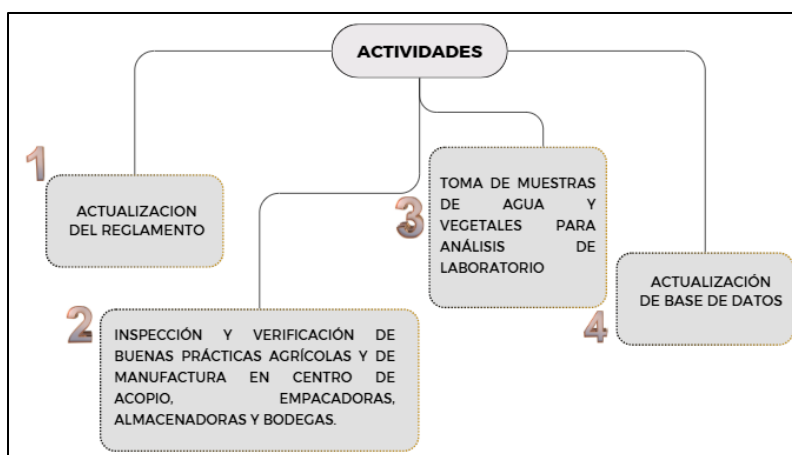 ACTIVIDADES
1
ACTUALIZACION
DEL REGLAMENTO
2
INSPECCIÓN Y VERIFICACIÓN DE
BUENAS PRÁCTICAS AGRÍCOLAS Y DE
MANUFACTURA EN CENTRO DE
ACOPIO, EMPACADORAS,
ALMACENADORAS Y BODEGAS.
3
TOMA DE MUESTRAS
DE AGUA Y
VEGETALES PARA
ANÁLISIS DE
LABORATORIO
4
ACTUALIZACIÓN
DE BASE DE DATOS